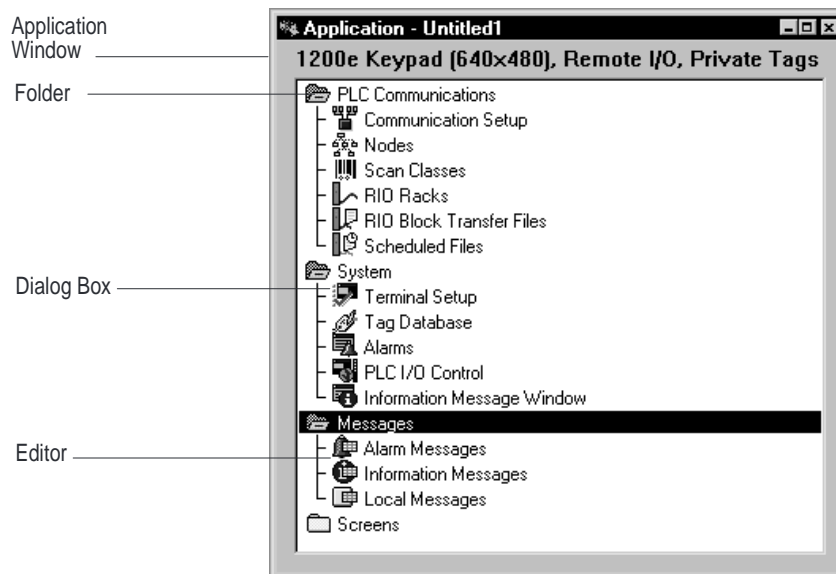 Application
Window
Folder
Dialog Box
Editor
Application - Untitled1
1200e Keypad (640×480), Remote I/O, Private Tags
PLC Communications
Communication Setup
Nodes
Scan Classes
RIO Racks
RIO Block Transfer Files
Scheduled Files
System
Terminal Setup
Tag Database
Alarms
PLC I/O Control
Information Message Window
Messages
Alarm Messages
Information Messages
Local Messages
Screens